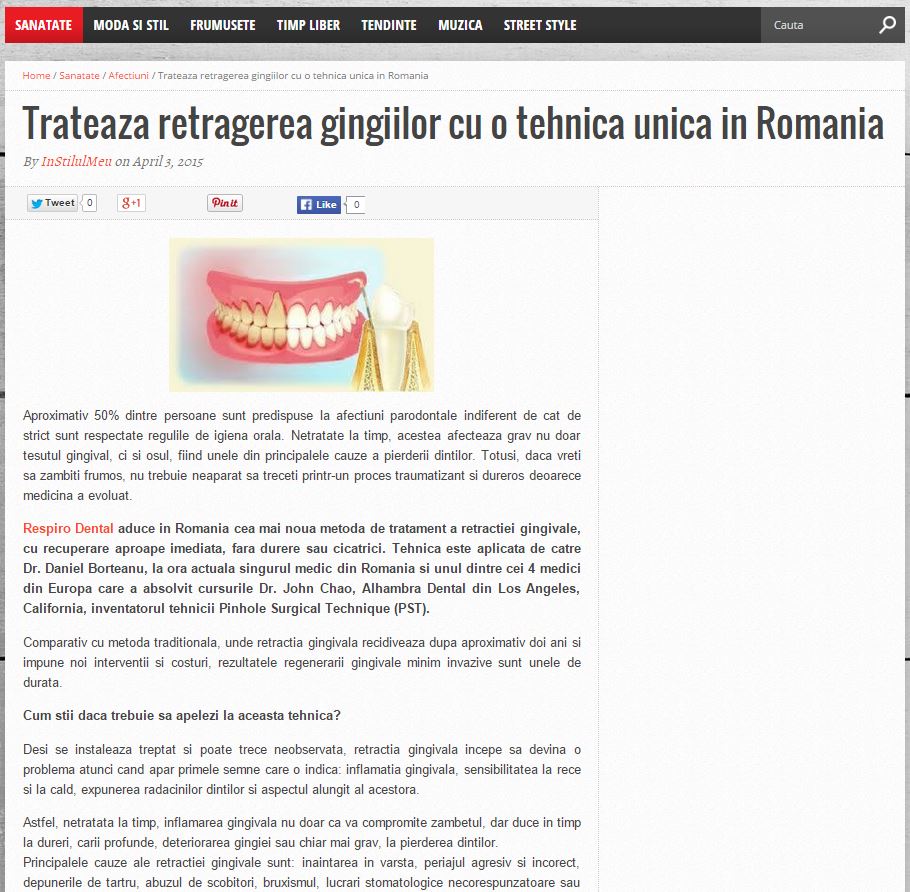 SANATATE MODA SI STIL FRUMUSETE TIMP LIBER TENDINTE MUZICA STREET STYLE Cauta
Home / Sanatate / Afectiuni / Trateaza retragerea gingiilor cu o tehnica unica in Romania
Trateaza retragerea gingiilor cu o tehnica unica in Romania
By InStilulMeu on April 3, 2015
Tweet 0 g+1 Pin it Like 0
Aproximativ 50% dintre persoane sunt predispuse la afectiuni parodontale indiferent de cat de
strict sunt respectate regulile de igiena orala. Netratate la timp, acestea afecteaza grav nu doar
tesutul gingival, ci si osul, fiind unele din principalele cauze a pierderii dintilor. Totusi, daca vreti
sa zambiti frumos, nu trebuie neaparat sa treceti printr-un proces traumatizant si dureros deoarece
medicina a evoluat.
Respiro Dental aduce in Romania cea mai noua metoda de tratament a retractiei gingivale,
cu recuperare aproape imediata, fara durere sau cicatrici. Tehnica este aplicata de catre
Dr. Daniel Borteanu, la ora actuala singurul medic din Romania si unul dintre cei 4 medici
din Europa care a absolvit cursurile Dr. John Chao, Alhambra Dental din Los Angeles,
California, inventatorul tehnicii Pinhole Surgical Technique (PST).
Comparativ cu metoda traditionala, unde retractia gingivala recidiveaza dupa aproximativ doi ani si
impune noi interventii si costuri, rezultatele regenerarii gingivale minim invazive sunt unele de
durata.
Cum stii daca trebuie sa apelezi la aceasta tehnica?
Desi se instaleaza treptat si poate trece neobservata, retractia gingivala incepe sa devina o
problema atunci cand apar primele semne care o indica: inflamatia gingivala, sensibilitatea la rece
si la cald, expunerea radacinilor dintilor si aspectul alungit al acestora.
Astfel, netratata la timp, inflamarea gingivala nu doar ca va compromite zambetul, dar duce in timp
la dureri, carii profunde, deteriorarea gingiei sau chiar mai grav, la pierderea dintilor.
Principalele cauze ale retractiei gingivale sunt: inaintarea in varsta, periajul agresiv si incorect,
depunerile de tartru, abuzul de scobitori, bruxismul, lucrari stomatologice necorespunzatoare sau